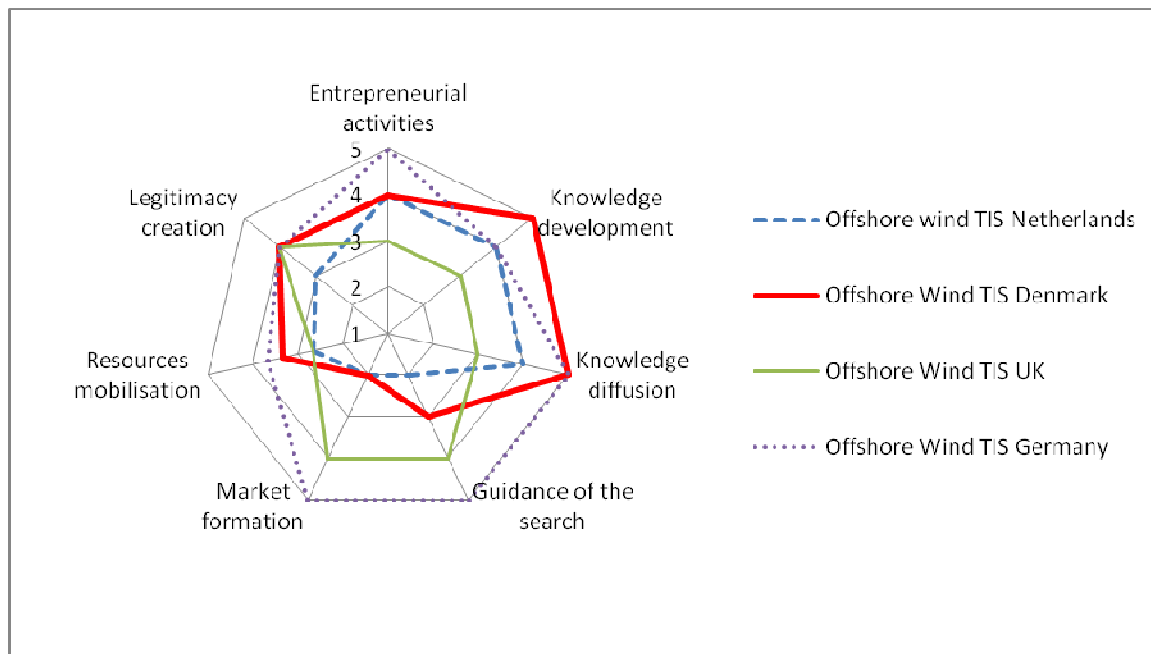 Entrepreneurial
activities
5
4
3
2
1
Legitimacy
creation
Knowledge
development
Resources
mobilisation
Knowledge
diffusion
Market
formation
Guidance of the
search
Offshore wind TIS Netherlands
Offshore Wind TIS Denmark
Offshore Wind TIS UK
Offshore Wind TIS Germany